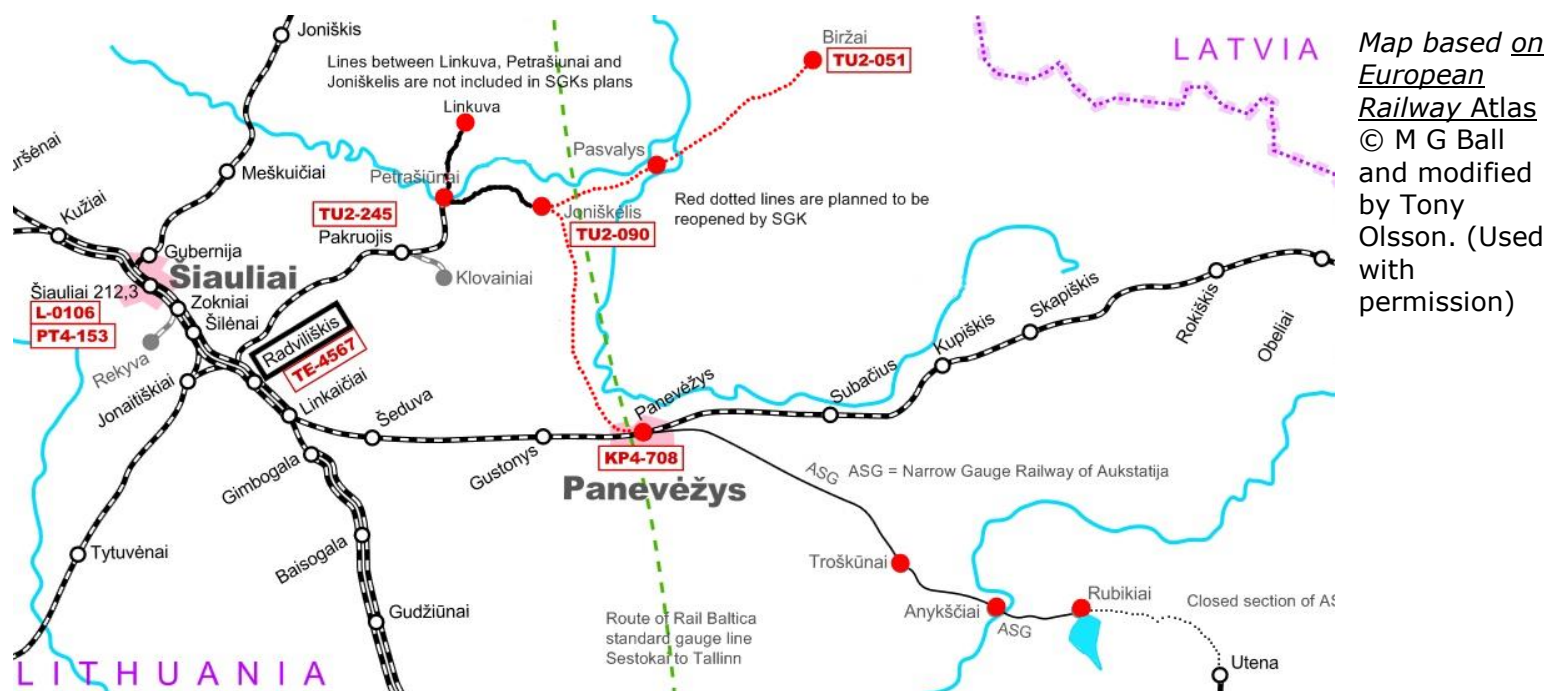 Joniškis
Lines between Linkuva, Petrašiunai and
Joniškelis are not included in SGKs plans
Linkuva
Biržai
TU2-051
LATVIA
Map based on
European
Railway Atlas
© M G Ball
and modified
by Tony
Olsson. (Used
with
permission)
Meškuičiai
Kužiai
Petrašiūnai
Pasvalys
TU2-245
Pakruojis
Joniškėlis
TU2-090
Red dotted lines are planned to be
reopened by SGK
Gubernija
Šiauliai
Klovainiai
Šiauliai 212,3
L-0106
PT4-153
Zokniai
Šilėnai
Rekyva
Radviliškis
TE-4567
Jonaitiškiai
Linkaičiai
Šeduva
Gustonys
Panevėžys
KP4-708
Panevėžys
Subačius
Kupiškis
Skapiškis
Rokiškis
Obeliai
Gimbogala
ASG
ASG = Narrow Gauge Railway of Aukstatija
Tytuvėnai
Baisogala
Gudžiūnai
Troškūnai
Anykščiai
ASG
Rubikiai
Closed section of
Utena
Route of Rail Baltica
standard gauge line
Sestokai to Tallinn
LITHUANIA